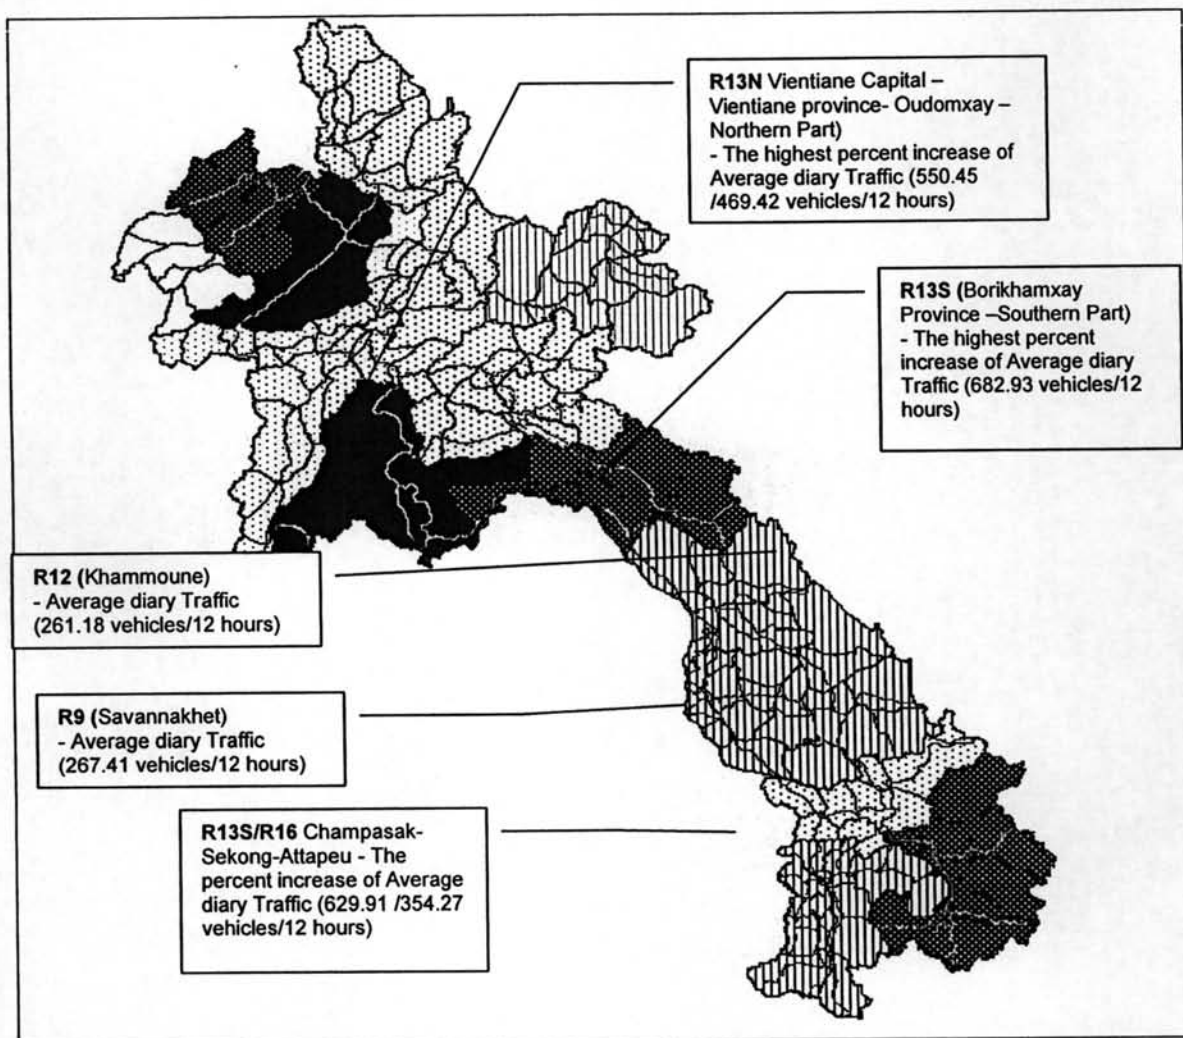 R13N Vientiane Capital –
Vientiane province- Oudomxay –
Northern Part)
- The highest percent increase of
Average diary Traffic (550.45
/469.42 vehicles/12 hours)
R13S (Borikhamxay
Province –Southern Part)
- The highest percent
increase of Average diary
Traffic (682.93 vehicles/12
hours)
R12 (Khammoune)
- Average diary Traffic
(261.18 vehicles/12 hours)
R9 (Savannakhet)
- Average diary Traffic
(267.41 vehicles/12 hours)
R13S/R16 Champasak-
Sekong-Attapeu - The
percent increase of Average
diary Traffic (629.91 /354.27
vehicles/12 hours)